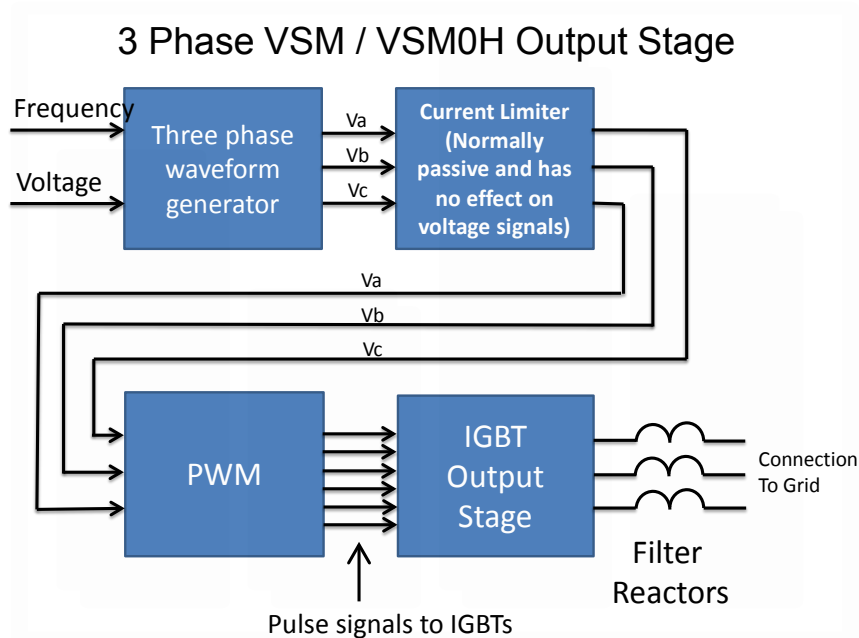 3 Phase VSM / VSM0H Output Stage
Frequency
Voltage
Three phase
waveform
generator
Va
Vb
Vc
Current Limiter
(Normally
passive and has
no effect on
voltage signals)
Va
Vb
Vc
PWM
IGBT
Output
Stage
Connection
To Grid
Filter
Reactors
Pulse signals to IGBTs